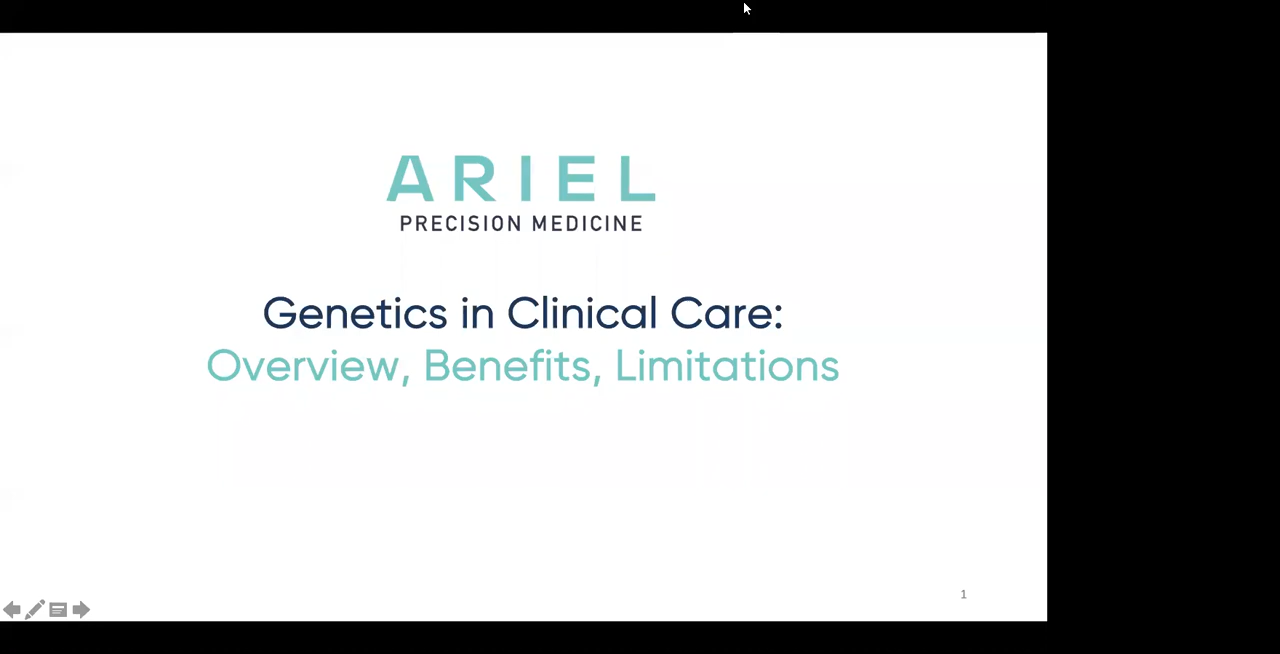 ARIEL
PRECISION MEDICINE
Genetics in Clinical Care:
Overview, Benefits, Limitations
1